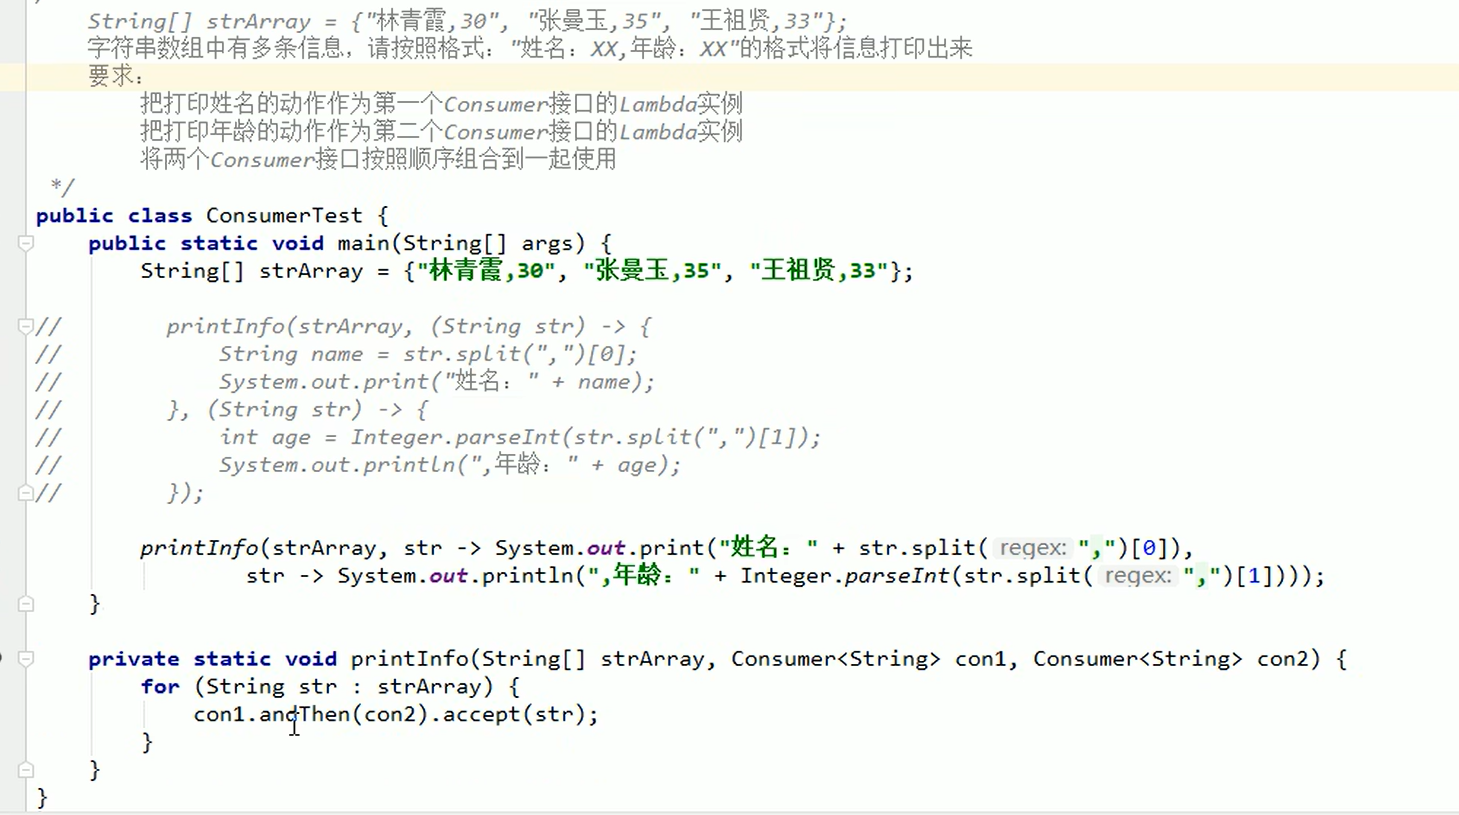 String[] strArray = {"林青霞,30", "张曼玉,35", "王祖贤,33"};
字符串数组中有多条信息，请按照格式："姓名：XX,年龄：XX"的格式将信息打印出来
要求：
把打印姓名的动作作为第一个Consumer接口的Lambda实例
把打印年龄的动作作为第二个Consumer接口的Lambda实例
将两个Consumer接口按照顺序组合到一起使用
*/
public class ConsumerTest {
public static void main(String[] args) {
String[] strArray = {"林青霞,30", "张曼玉,35", "王祖贤,33"};
// printInfo(strArray, (String str) -> {
// String name = str.split(",")[0];
// System.out.print("姓名：" + name);
// }, (String str) -> {
// int age = Integer.parseInt(str.split(",")[1]);
// System.out.println(",年龄：" + age);
// });
printInfo(strArray, str -> System.out.print("姓名：" + str.split( regex: ",")[0]),
str -> System.out.println(",年龄：" + Integer.parseInt(str.split( regex: ",")[1])));
}
private static void printInfo(String[] strArray, Consumer<String> con1, Consumer<String> con2) {
for (String str : strArray) {
con1.andThen(con2).accept(str);
}
}
}